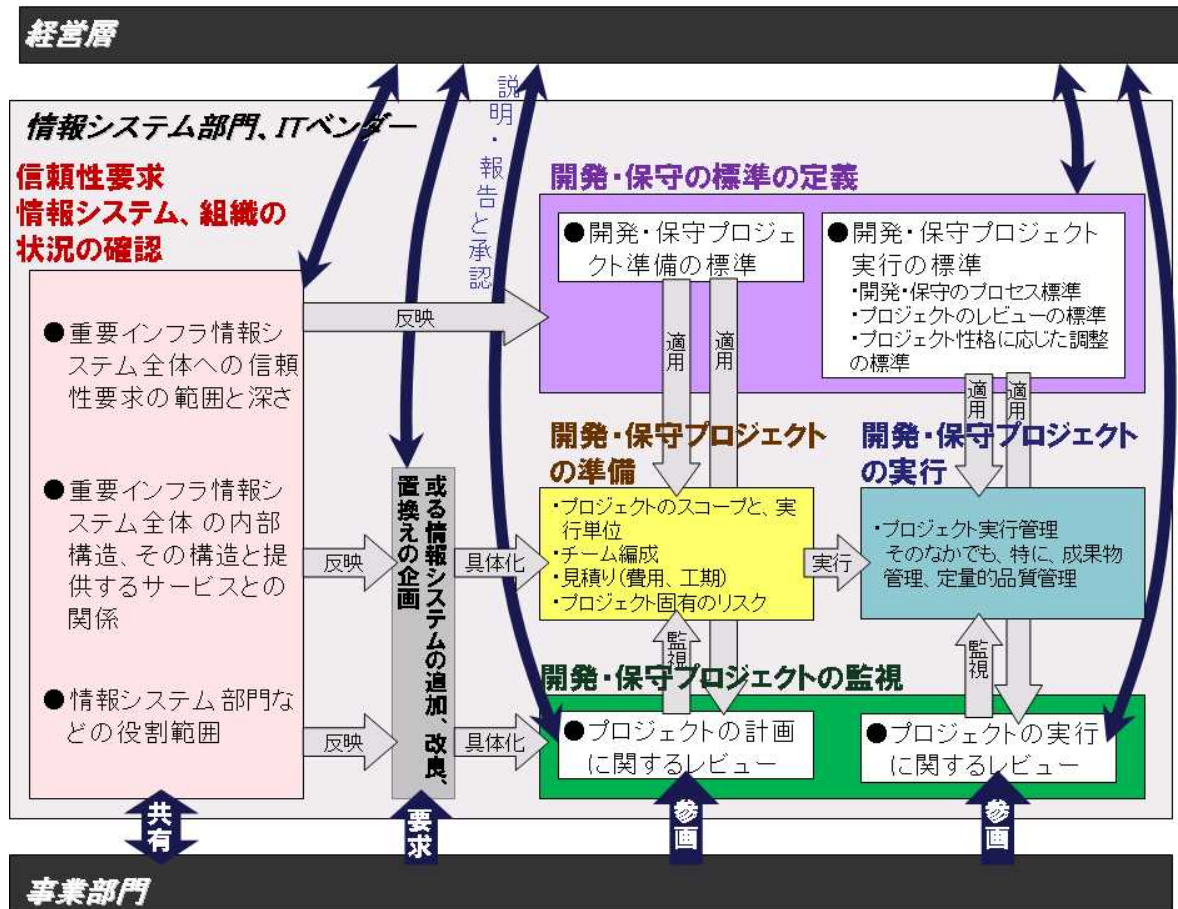 経営層
説明・報告と承認
情報システム部門、ITベンダー
信頼性要求
情報システム、組織の
状況の確認
●重要インフラ情報シ
ステム全体への信頼
性要求の範囲と深さ
●重要インフラ情報シ
ステム全体 の内部
構造、その構造と提
供するサービスとの
関係
●情報システム部門な
どの役割範囲
反映
反映
反映
或る情報システムの追加、改良、
置換えの企画
具体化
具体化
開発・保守の標準の定義
●開発・保守プロジェ
クト準備の標準
●開発・保守プロジェクト
実行の標準
・開発・保守のプロセス標準
・プロジェクトのレビューの標準
・プロジェクト性格に応じた調整
の標準
適用
適用
適用
適用
開発・保守プロジェクト
の準備
・プロジェクトのスコープと、実
行単位
・チーム編成
・見積り(費用、工期)
・プロジェクト固有のリスク
実行
開発・保守プロジェクト
の実行
・プロジェクト実行管理
そのなかでも、特に、成果物
管理、定量的品質管理
監視
監視
開発・保守プロジェクトの監視
●プロジェクトの計画
に関するレビュー
●プロジェクトの実行
に関するレビュー
共有
要求
参画
参画
事業部門